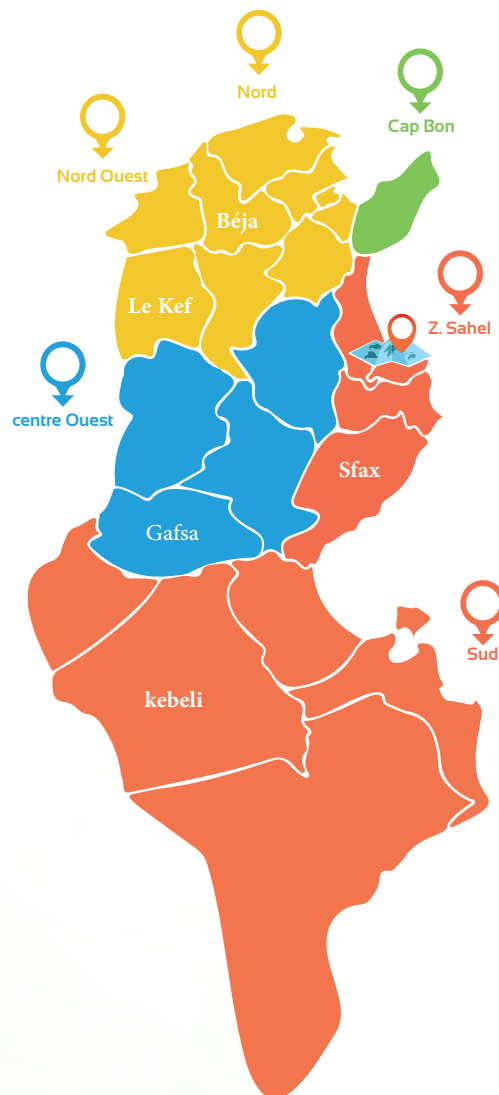 Nord
Cap Bon
Nord Ouest
Béja
Le Kef
Z. Sahel
centre Ouest
Sfax
Gafsa
Sud
kebeli